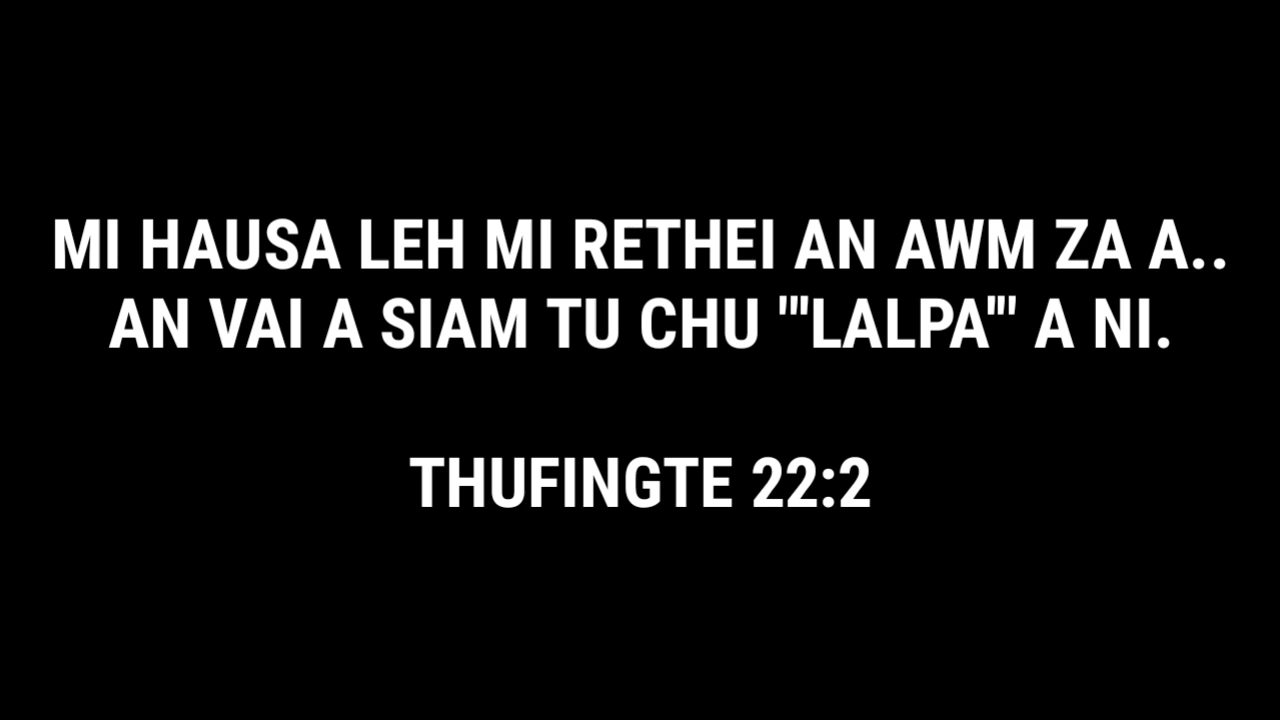 MI HAUSA LEH MI RETHEI AN AWM ZA A..
AN VAI A SIAM TU CHU "'LALPA"' A NI.
THUFINGTE 22:2